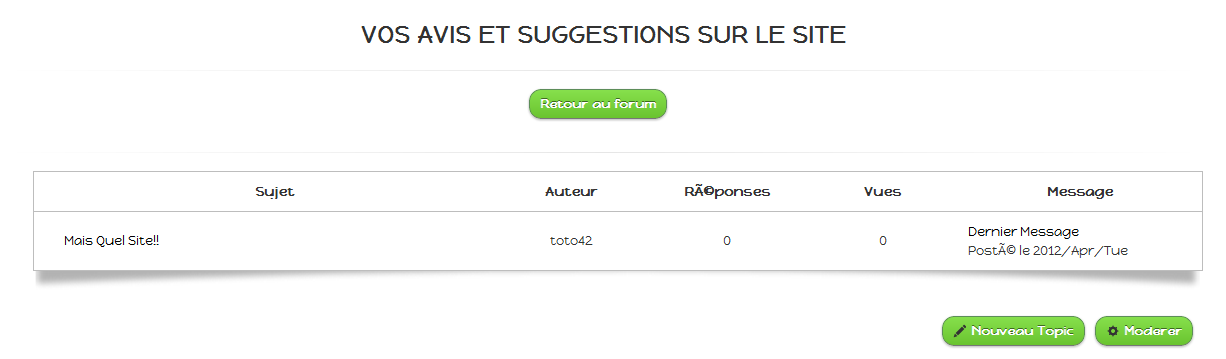 VOS AVIS ET SUGGESTIONS SUR LE SITE
Retour au forum
Sujet Auteur RÃ©ponses Vues Message
Mais Quel Site!! toto42 0 0 Dernier Message
PostÃ© le 2012/Apr/Tue
Nouveau Topic Moderer